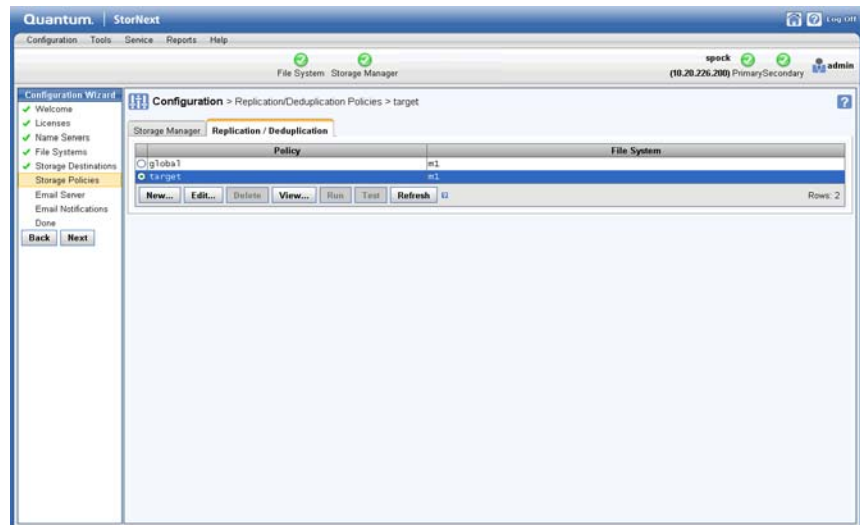 Quantum. StorNext
Log Off
Configuration Tools Service Reports Help
File System Storage Manager
spock
(10.20.226.200) Primary Secondary
admin
Configuration Wizard
Welcome
Licenses
Name Servers
File Systems
Storage Destinations
Storage Policies
Email Server
Email Notifications
Done
Back Next
Configuration > Replication/Deduplication Policies > target
Storage Manager Replication / Deduplication
Policy File System
global m1
target m1
New... Edit... Delete View... Run Test Refresh Rows: 2